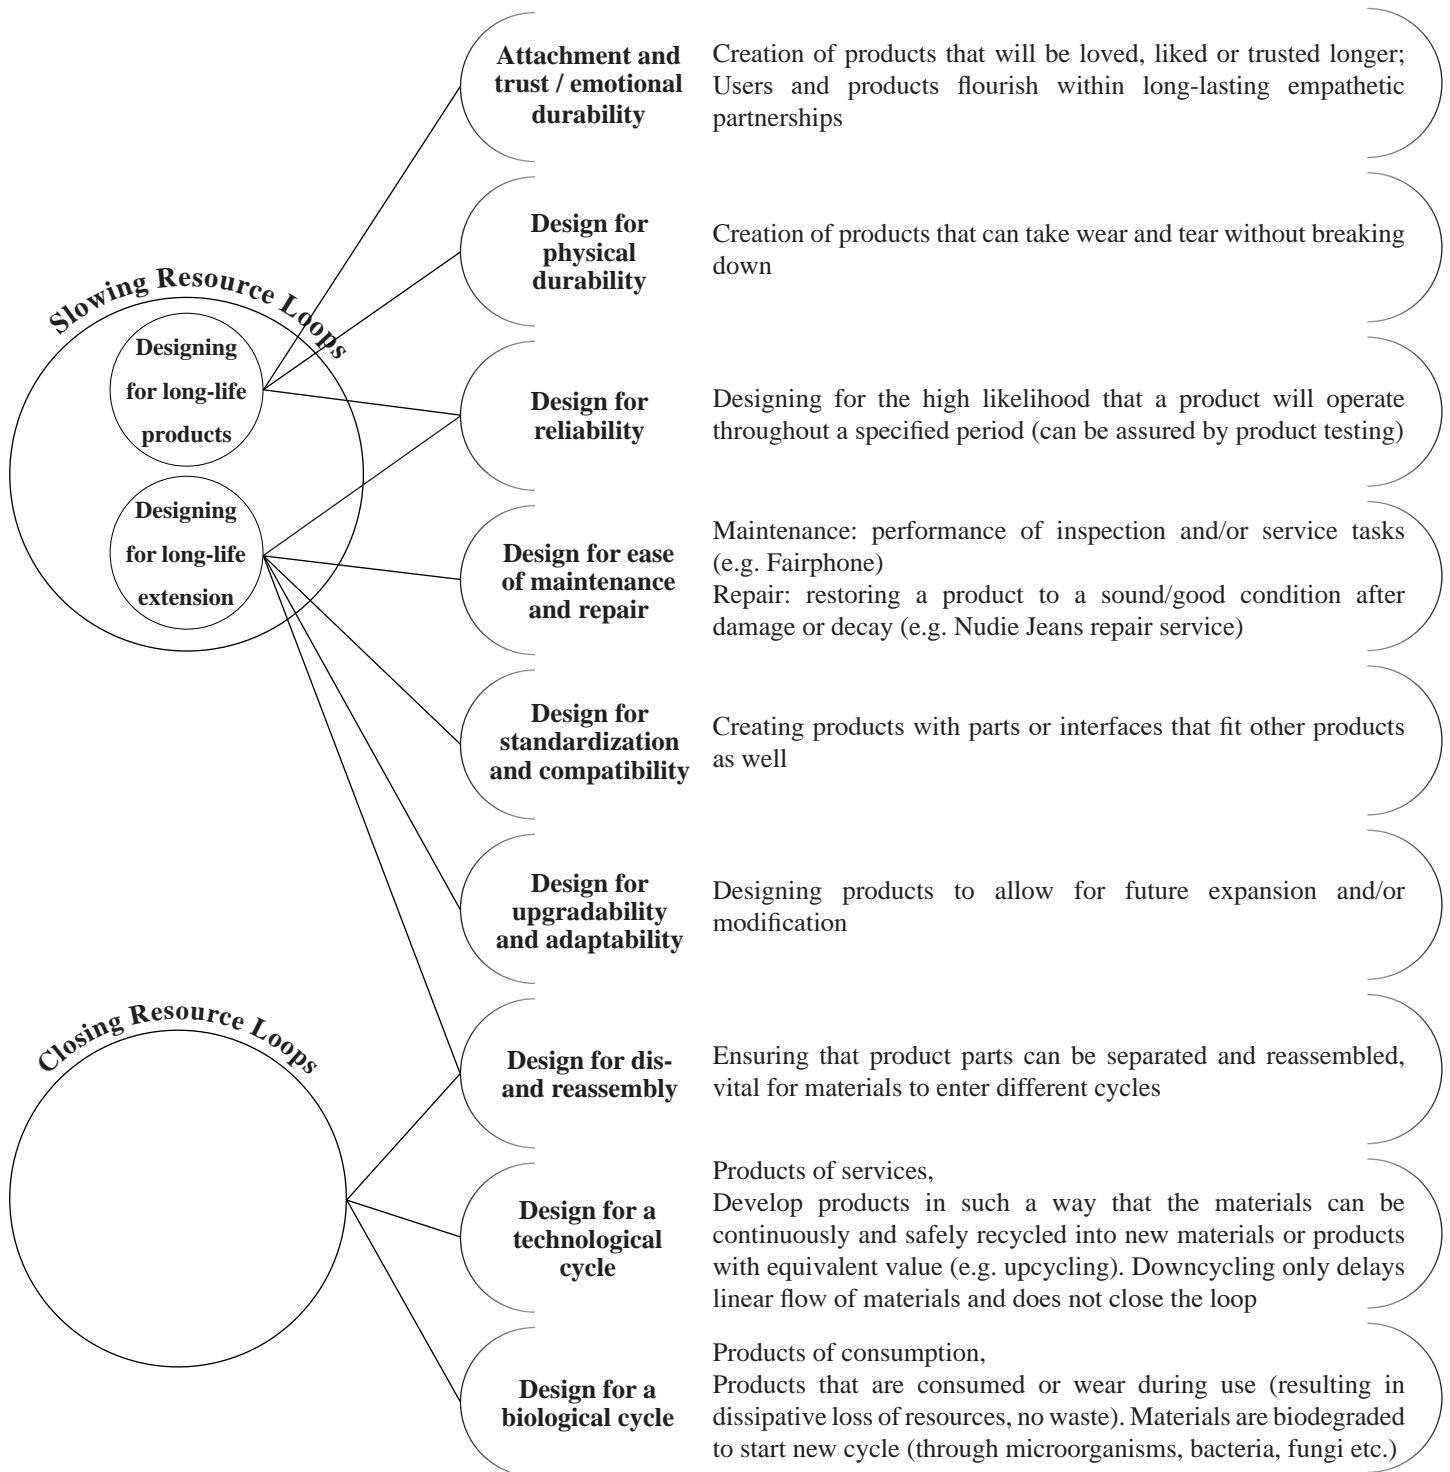 Attachment and
trust / emotional
durability
Creation of products that will be loved, liked or trusted longer;
Users and products flourish within long-lasting empathetic
partnerships
Design for
physical
durability
Creation of products that can take wear and tear without breaking
down
Slowing Resource Loops
Designing
for long-life
products
Design for
reliability
Designing for the high likelihood that a product will operate
throughout a specified period (can be assured by product testing)
Designing
for long-life
extension
Design for ease
of maintenance
and repair
Maintenance: performance of inspection and/or service tasks
(e.g. Fairphone)
Repair: restoring a product to a sound/good condition after
damage or decay (e.g. Nudie Jeans repair service)
Design for
standardization
and compatibility
Creating products with parts or interfaces that fit other products
as well
Design for
upgradability
and adaptability
Designing products to allow for future expansion and/or
modification
Closing Resource Loops
Design for dis-
and reassembly
Ensuring that product parts can be separated and reassembled,
vital for materials to enter different cycles
Design for a
technological
cycle
Products of services,
Develop products in such a way that the materials can be
continuously and safely recycled into new materials or products
with equivalent value (e.g. upcycling). Downcycling only delays
linear flow of materials and does not close the loop
Design for a
biological cycle
Products of consumption,
Products that are consumed or wear during use (resulting in
dissipative loss of resources, no waste). Materials are biodegraded
to start new cycle (through microorganisms, bacteria, fungi etc.)